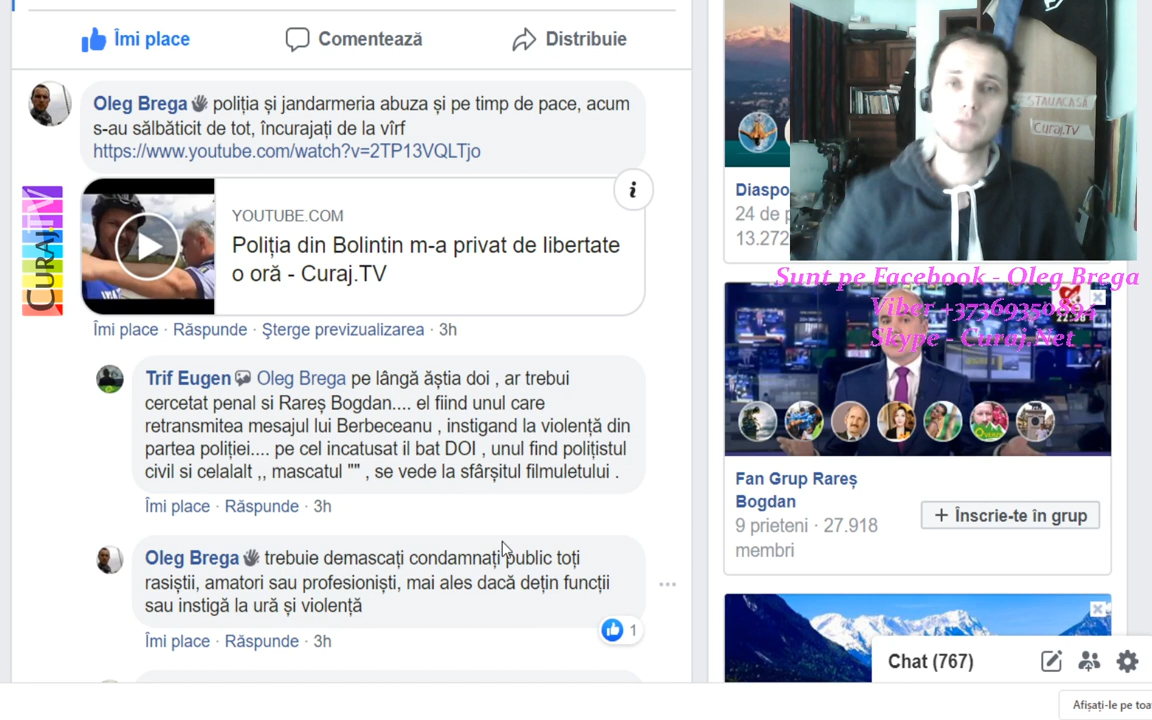 Îmi place
Comentează
Distribuie
Oleg Brega poliția și jandarmeria abuza și pe timp de pace, acum
s-au sălbăticit de tot, încurajați de la vîrf
https://www.youtube.com/watch?v=2TP13VQLTjo
CURAJ.TV
YOUTUBE.COM
Poliția din Bolintin m-a privat de libertate
o oră - Curaj.TV
Îmi place · Răspunde · Șterge previzualizarea · 3h
Trif Eugen Oleg Brega pe lângă ăștia doi , ar trebui
cercetat penal si Rareș Bogdan.... el fiind unul care
retransmitea mesajul lui Berbeceanu , instigand la violență din
partea poliției.... pe cel incatusat il bat DOI , unul find polițistul
civil si celalalt ,, mascatul "" , se vede la sfârșitul filmuletului .
Îmi place · Răspunde · 3h
Oleg Brega trebuie demascați condamnați public toți
rasiștii, amatori sau profesioniști, mai ales dacă dețin funcții
sau instigă la ură și violență
1
Îmi place · Răspunde · 3h
ESTAUACASĂ
Curaj.TV
Diaspo
24 de p
13.272
Sunt pe Facebook - Oleg Brega
Viber +37369350894
Skype - Curaj.Net
22:38
Fan Grup Rareș
Bogdan
9 prieteni · 27.918
membri
+ Înscrie-te în grup
Chat (767)
Afișați-le pe toa